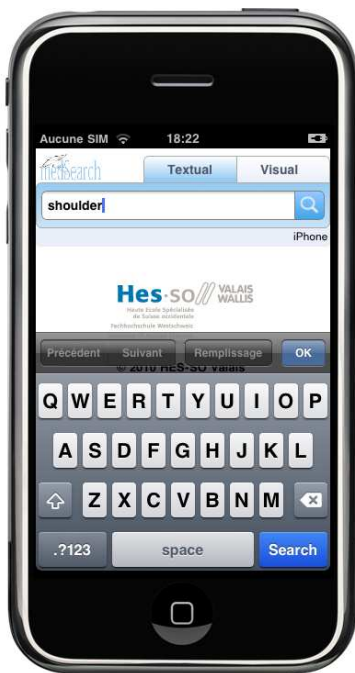 Aucune SIM 18:22
medSearch Textual Visual
shoulder
iPhone
Hes·so// VALAIS
WALLIS
Haute Ecole Spécialisée
de Suisse occidentale
Fachhochschule Westschweiz
Précédent Suivant Remplissage OK
© 2010 HES-SO Valais
Q W E R T Y U I O P
A S D F G H J K L
Z X C V B N M
.?123 space Search